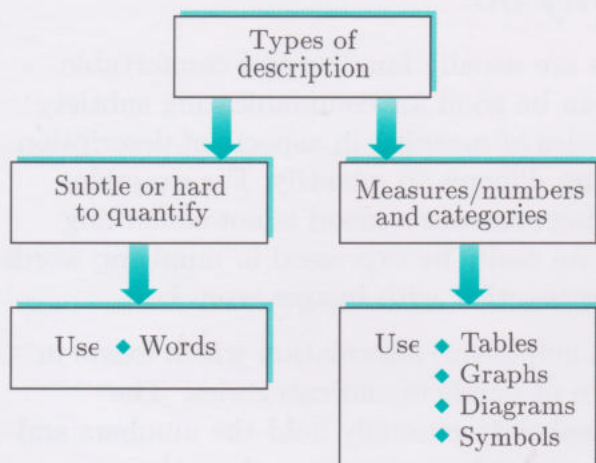 Types of
description
Subtle or hard
to quantify
Measures/numbers
and categories
Use ◆ Words
Use ◆ Tables
◆ Graphs
◆ Diagrams
◆ Symbols